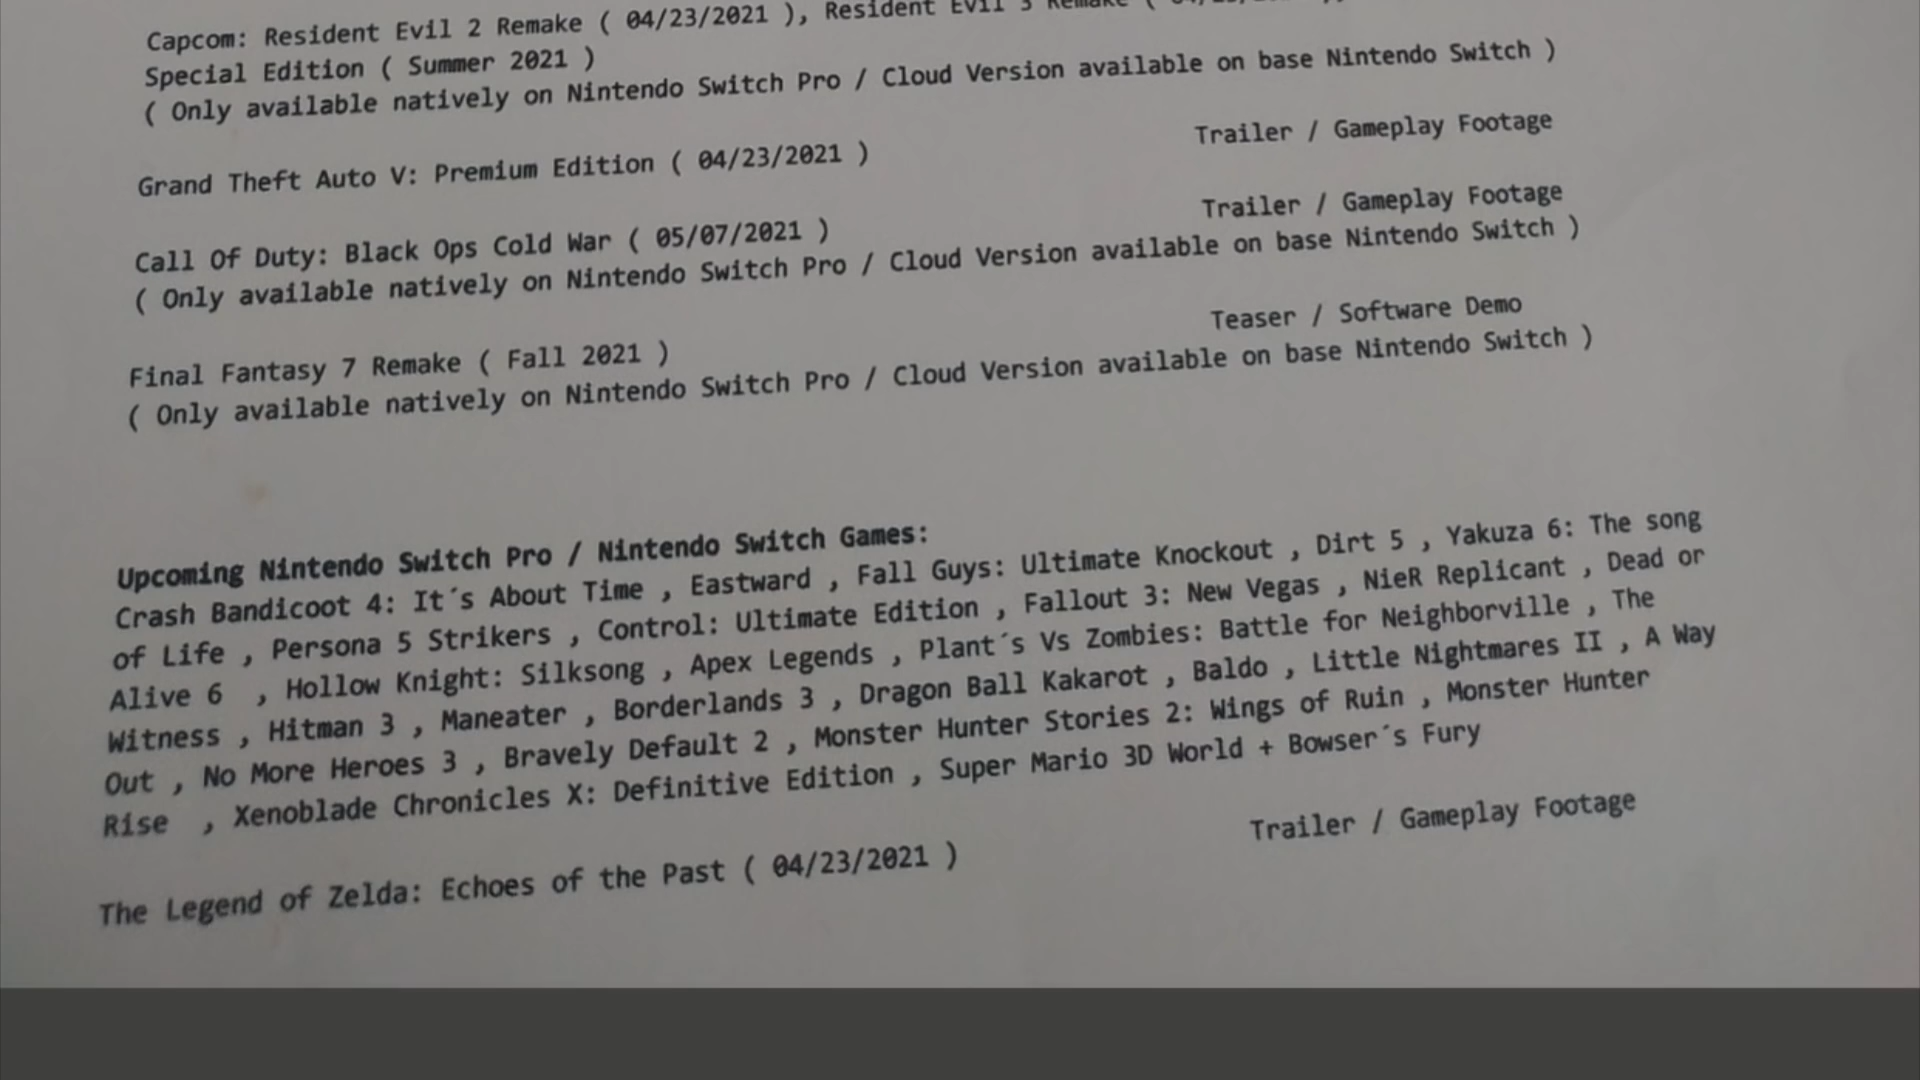 Capcom: Resident Evil 2 Remake ( 04/23/2021 ), Resident Evil 3 Remake (
Special Edition ( Summer 2021 )
( Only available natively on Nintendo Switch Pro / Cloud Version available on base Nintendo Switch )
Trailer / Gameplay Footage
Grand Theft Auto V: Premium Edition ( 04/23/2021 )
Trailer / Gameplay Footage
Call Of Duty: Black Ops Cold War ( 05/07/2021 )
( Only available natively on Nintendo Switch Pro / Cloud Version available on base Nintendo Switch )
Teaser / Software Demo
Final Fantasy 7 Remake ( Fall 2021 )
( Only available natively on Nintendo Switch Pro / Cloud Version available on base Nintendo Switch )
Upcoming Nintendo Switch Pro / Nintendo Switch Games:
Crash Bandicoot 4: It´s About Time , Eastward , Fall Guys: Ultimate Knockout , Dirt 5 , Yakuza 6: The song
of Life , Persona 5 Strikers , Control: Ultimate Edition , Fallout 3: New Vegas , NieR Replicant , Dead or
Alive 6 , Hollow Knight: Silksong , Apex Legends , Plant´s Vs Zombies: Battle for Neighborville , The
Witness , Hitman 3 , Maneater , Borderlands 3 , Dragon Ball Kakarot , Baldo , Little Nightmares II , A Way
Out , No More Heroes 3 , Bravely Default 2 , Monster Hunter Stories 2: Wings of Ruin , Monster Hunter
Rise , Xenoblade Chronicles X: Definitive Edition , Super Mario 3D World + Bowser´s Fury
Trailer / Gameplay Footage
The Legend of Zelda: Echoes of the Past ( 04/23/2021 )